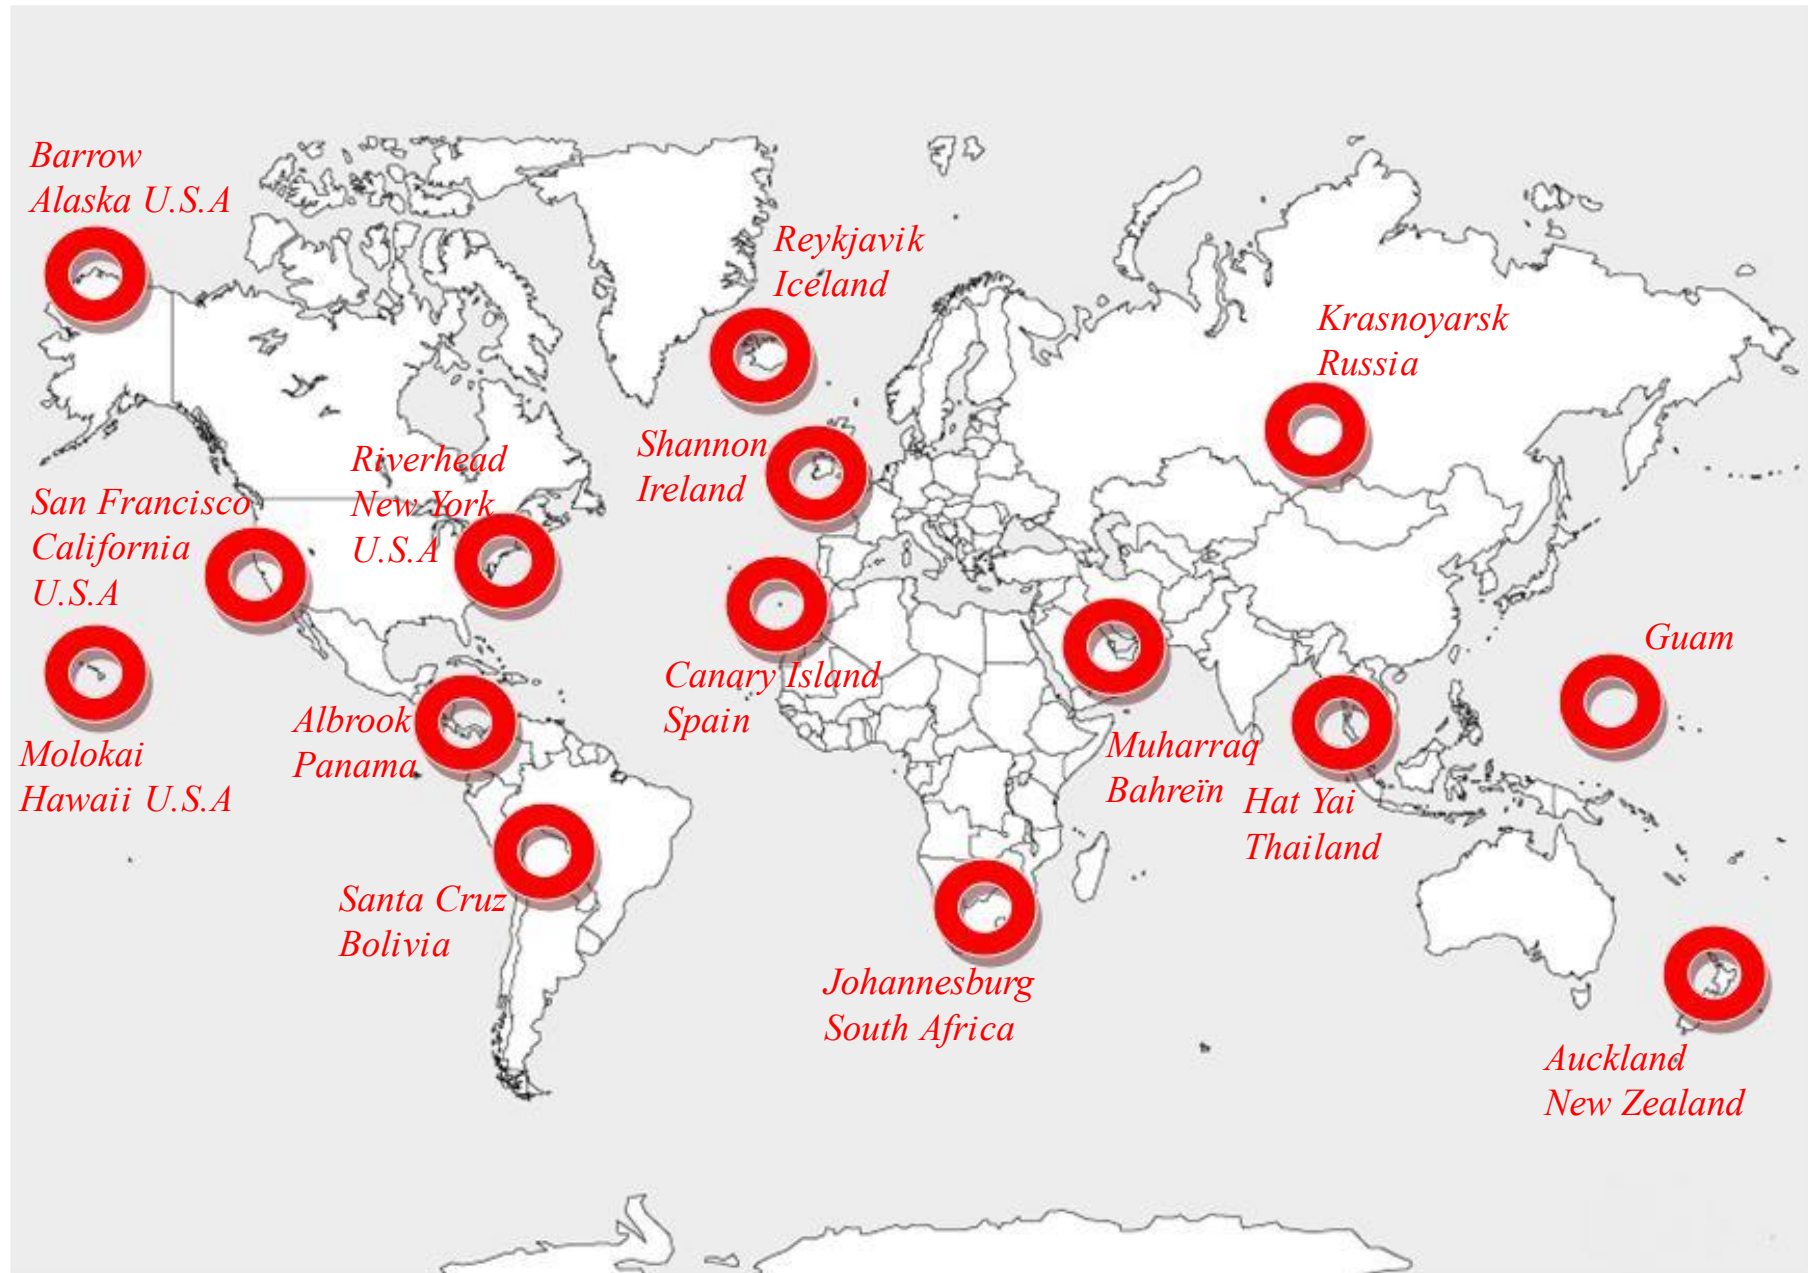 Barrow
Alaska U.S.A
Reykjavik
Iceland
Krasnoyarsk
Russia
Shannon
Ireland
Riverhead
New York
U.S.A
San Francisco
California
U.S.A
Guam
Canary Island
Spain
Albrook
Panama
Molokai
Hawaii U.S.A
Muharraq
Bahreïn
Hat Yai
Thailand
Santa Cruz
Bolivia
Johannesburg
South Africa
Auckland
New Zealand